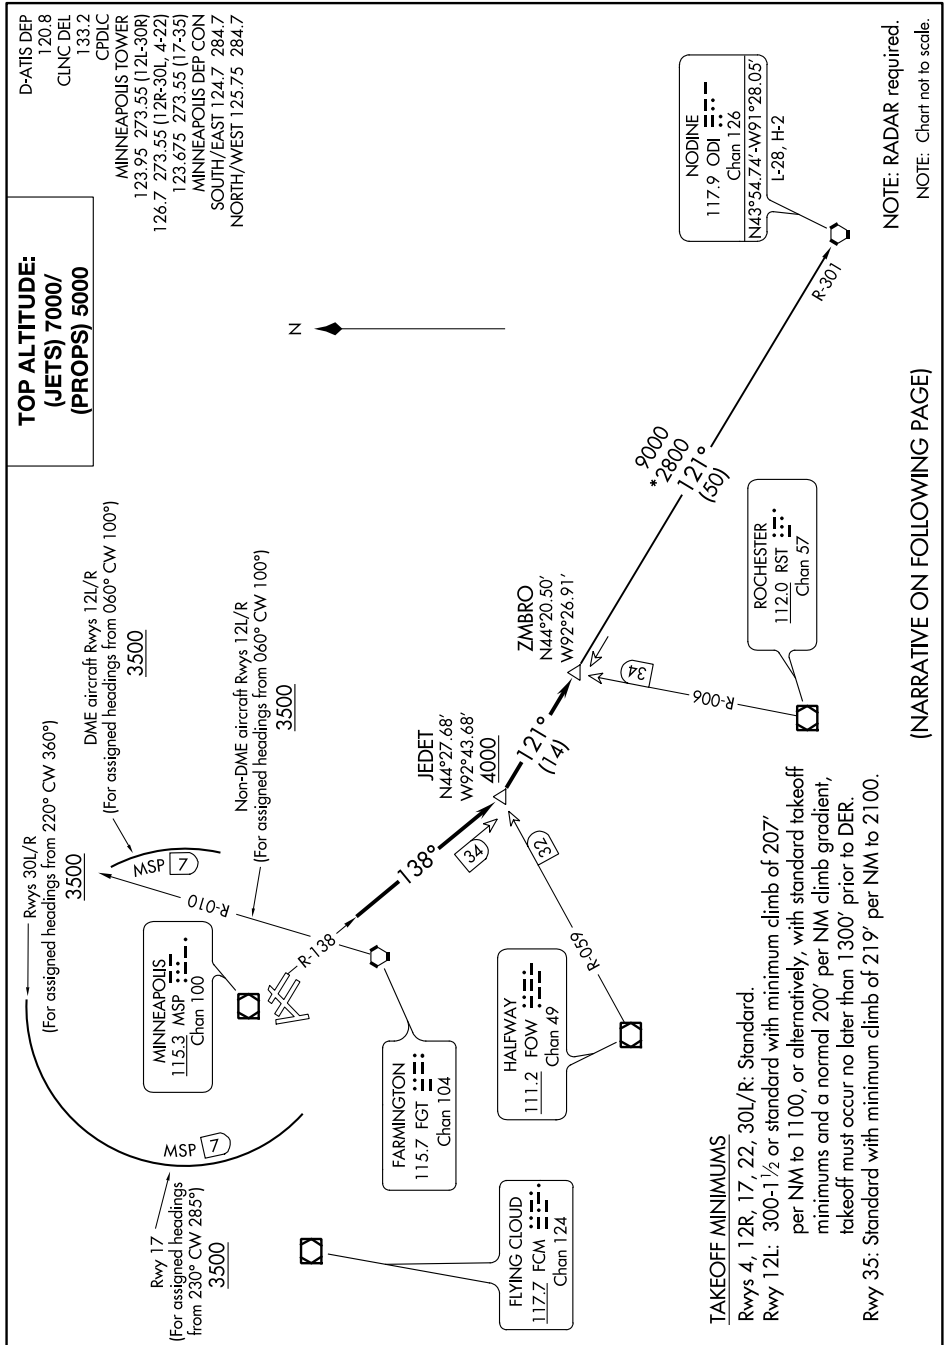 D-ATIS DEP
120.8
CLNC DEL
133.2
CPDLC
MINNEAPOLIS TOWER
123.95 273.55 (12L-30R)
126.7 273.55 (12R-30L, 4-22)
123.675 273.55 (17-35)
MINNEAPOLIS DEP CON
SOUTH/EAST 124.7 284.7
NORTH/WEST 125.75 284.7
TOP ALTITUDE:
(JETS) 7000/
(PROPS) 5000
N
Rwys 30L/R
(For assigned headings from 220° CW 360°)
3500
DME aircraft Rwys 12L/R
(For assigned headings from 060° CW 100°)
3500
Non-DME aircraft Rwys 12L/R
(For assigned headings from 060° CW 100°)
3500
Rwy 17
(For assigned headings
from 230° CW 285°)
3500
MSP 7
MSP 7
R-010
MINNEAPOLIS
115.3 MSP
Chan 100
R-138
138°
FARMINGTON
115.7 FGT
Chan 104
JEDET
N44°27.68'
W92°43.68'
4000
34
32
R-059
HALFWAY
111.2 FOW
Chan 49
FLYING CLOUD
117.7 FCM
Chan 124
121°
(14)
ZMBRO
N44°20.50'
W92°26.91'
34
R-006
ROCHESTER
112.0 RST
Chan 57
9000
*2800
121°
(50)
R-301
NODINE
117.9 ODI
Chan 126
N43°54.74'-W91°28.05'
L-28, H-2
TAKEOFF MINIMUMS
Rwys 4, 12R, 17, 22, 30L/R: Standard.
Rwy 12L: 300-1½ or standard with minimum climb of 207'
per NM to 1100, or alternatively, with standard takeoff
minimums and a normal 200' per NM climb gradient,
takeoff must occur no later than 1300' prior to DER.
Rwy 35: Standard with minimum climb of 219' per NM to 2100.
NOTE: RADAR required.
NOTE: Chart not to scale.
(NARRATIVE ON FOLLOWING PAGE)